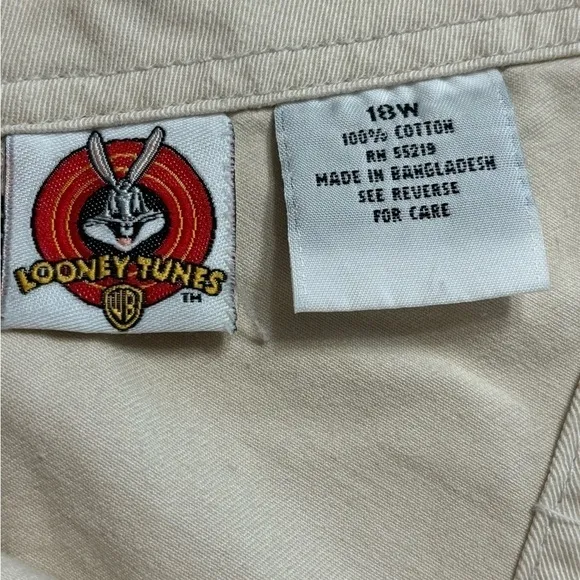 LOONEY TUNES
WB
TM
18W
100% COTTON
RN 55219
MADE IN BANGLADESH
SEE REVERSE
FOR CARE